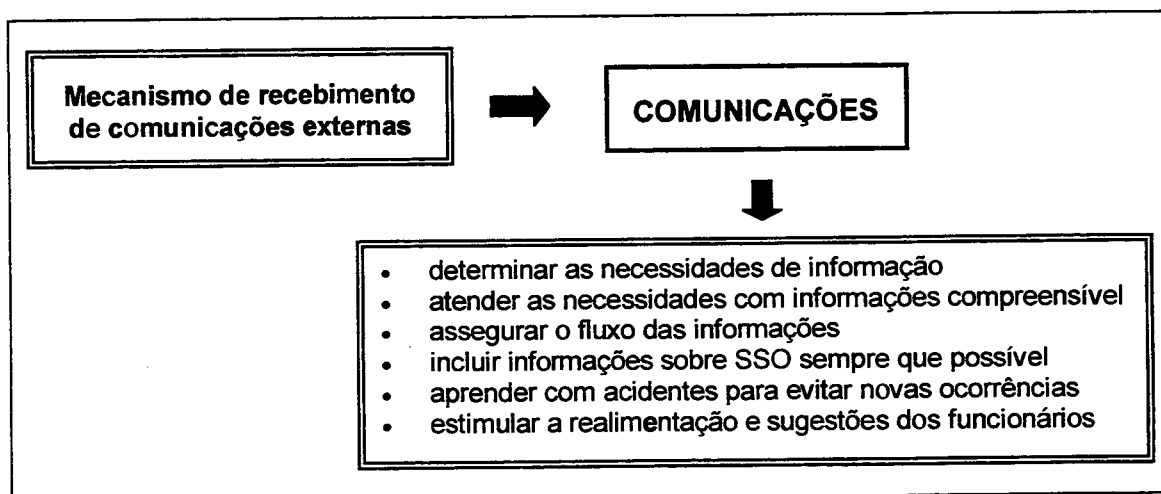 Mecanismo de recebimento
de comunicações externas
COMUNICAÇÕES
• determinar as necessidades de informação
• atender as necessidades com informações compreensível
• assegurar o fluxo das informações
• incluir informações sobre SSO sempre que possível
• aprender com acidentes para evitar novas ocorrências
• estimular a realimentação e sugestões dos funcionários